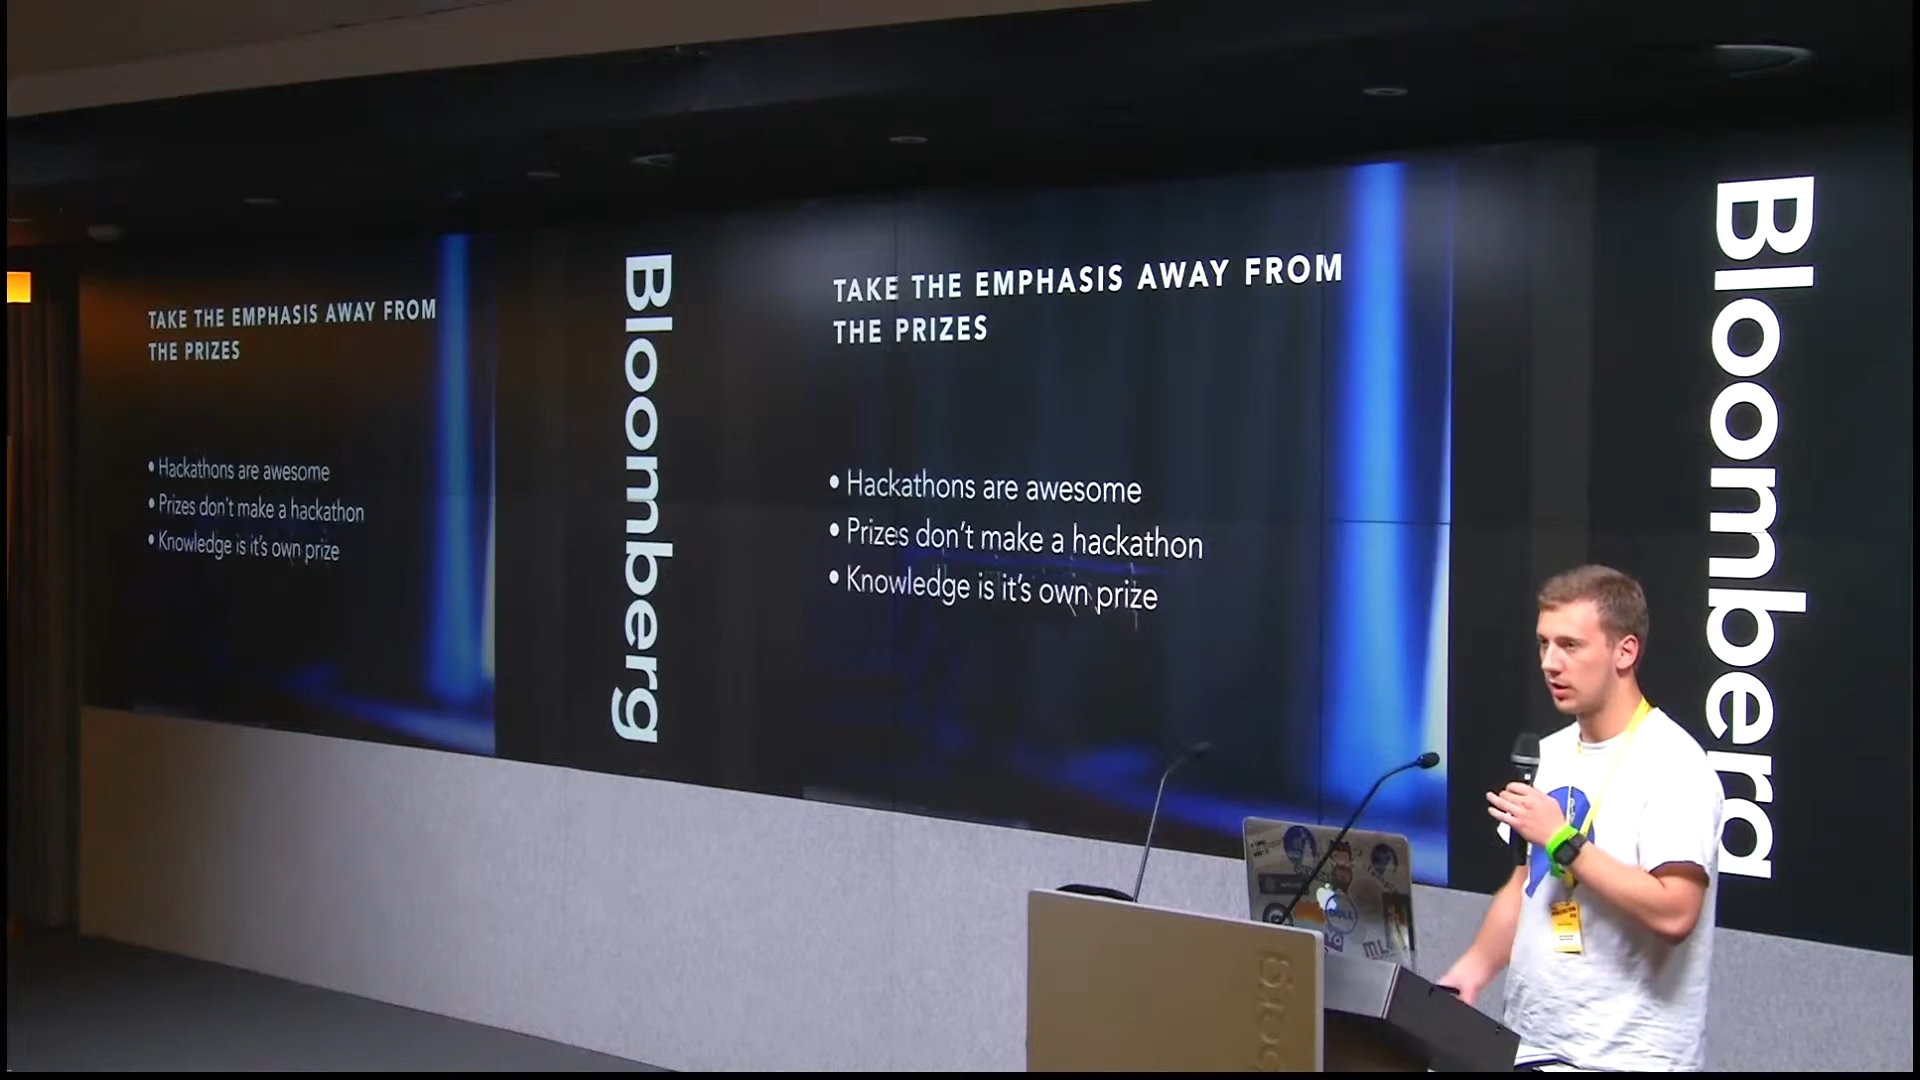 TAKE THE EMPHASIS AWAY FROM
THE PRIZES
• Hackathons are awesome
• Prizes don't make a hackathon
• Knowledge is it's own prize
Bloomberg
TAKE THE EMPHASIS AWAY FROM
THE PRIZES
• Hackathons are awesome
• Prizes don't make a hackathon
• Knowledge is it's own prize
Bloomberg